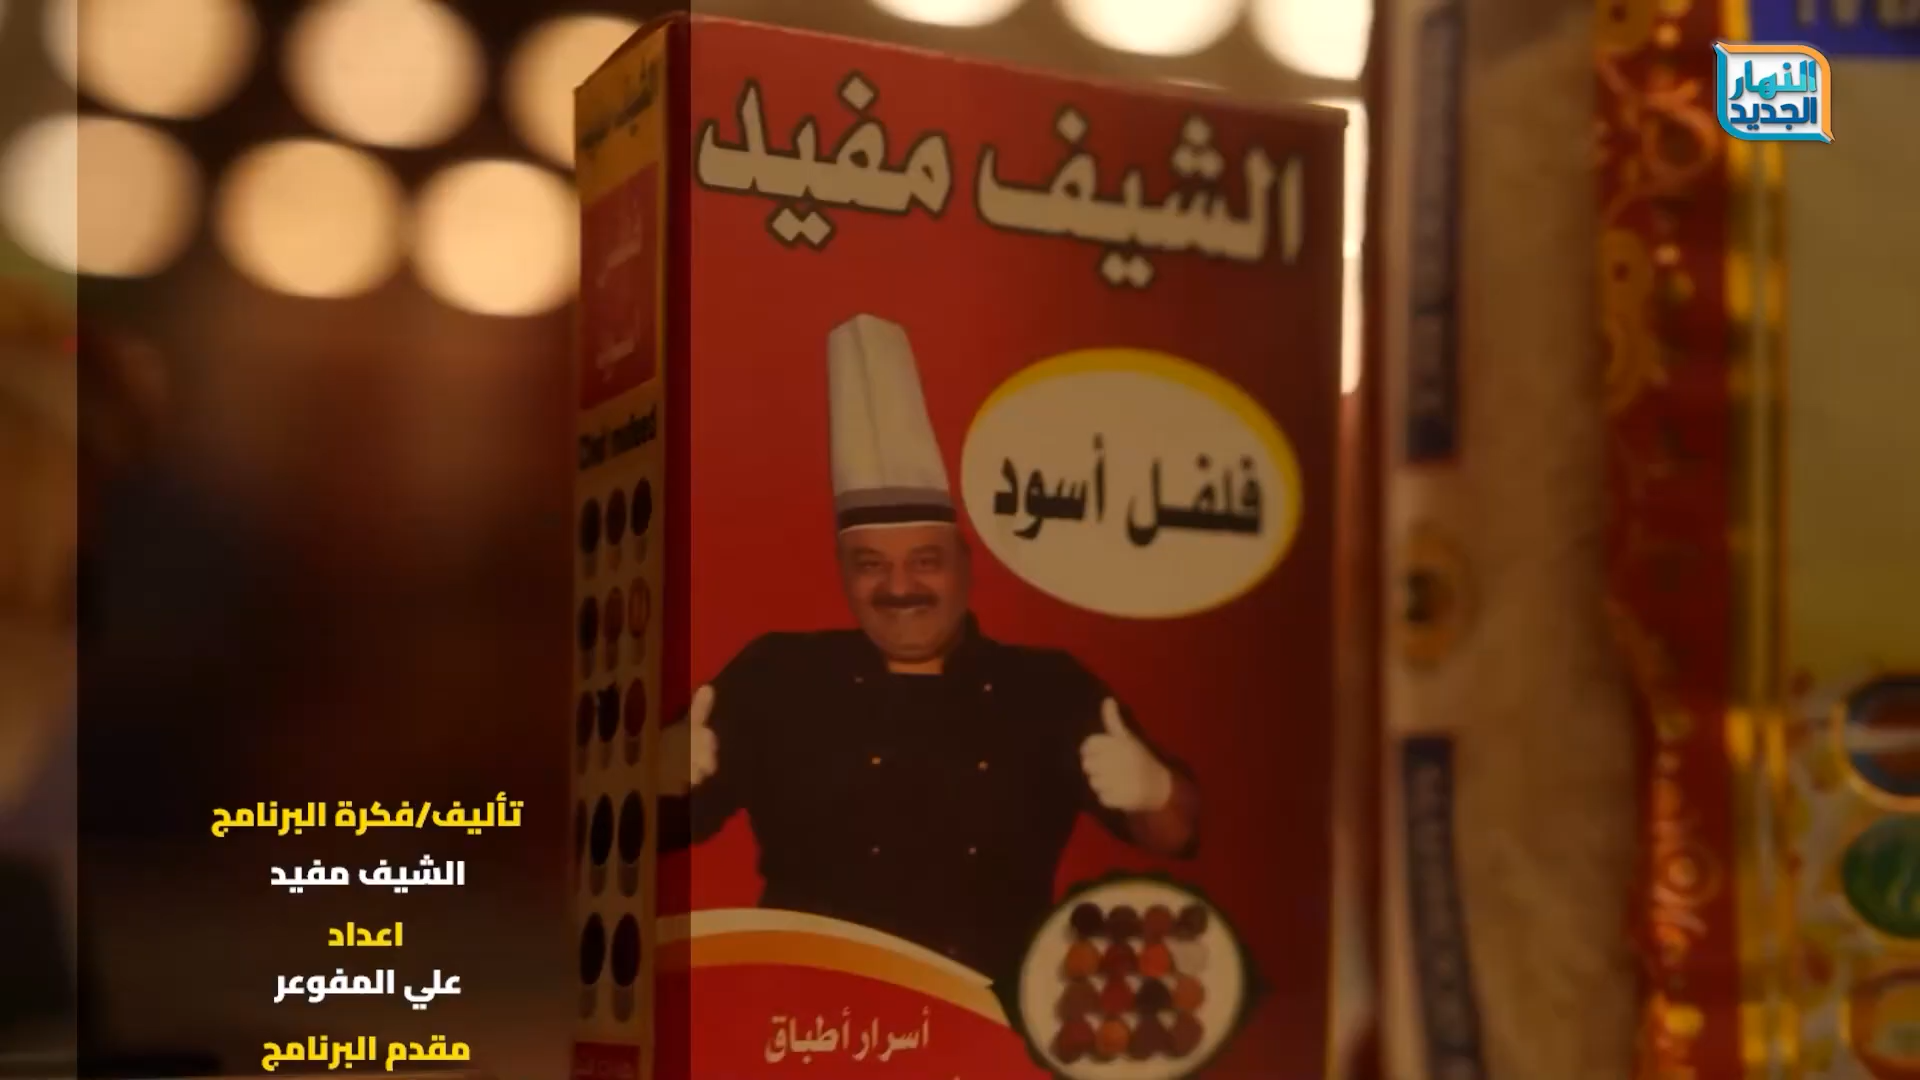 النهار
الجديد
الشيف مفيد
فلفل أسود
أسرار أطباق
تأليف/فكرة البرنامج
الشيف مفيد
اعداد
علي المفوعر
مقدم البرنامج